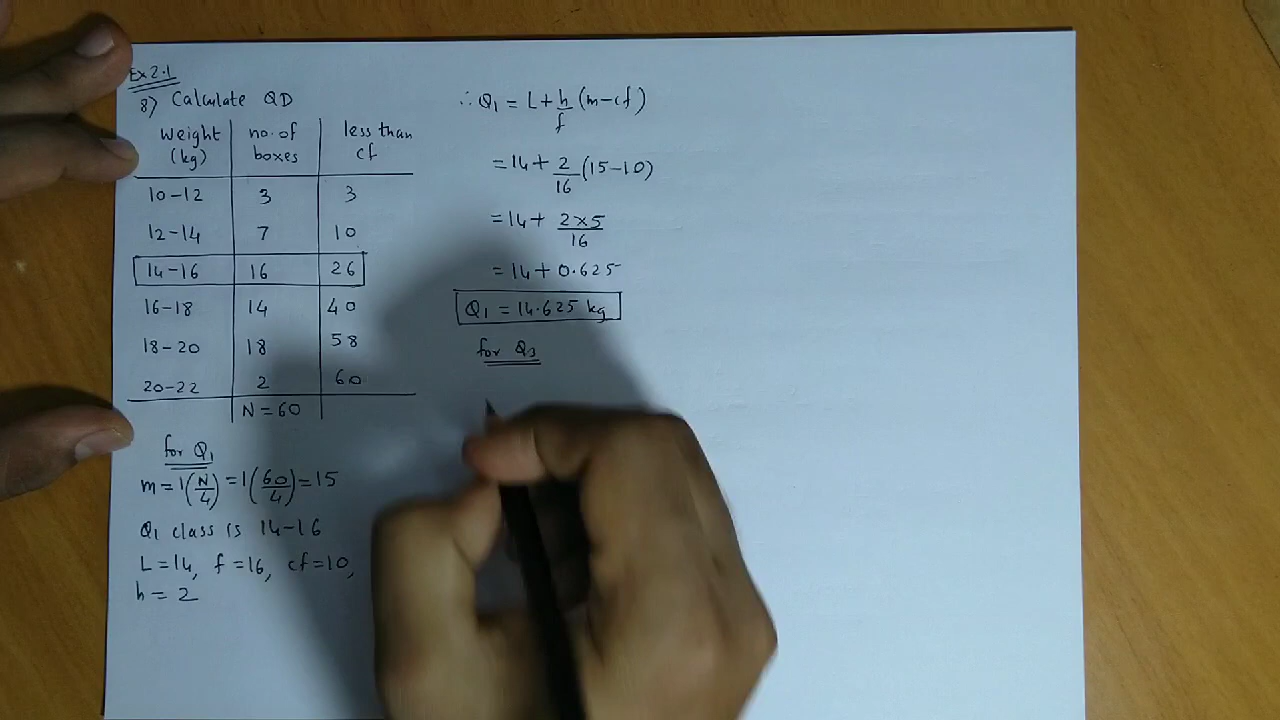 Ex 2.1
8) Calculate QD
Weight (kg) | no. of boxes | less than cf
10-12 | 3 | 3
12-14 | 7 | 10
14-16 | 16 | 26
16-18 | 14 | 40
18-20 | 18 | 58
20-22 | 2 | 60
N = 60
for Q1
m = 1(N/4) = 1(60/4) = 15
Q1 class is 14-16
L = 14, f = 16, cf = 10,
h = 2
∴ Q1 = L + h/f (m-cf)
= 14 + 2/16 (15-10)
= 14 + 2×5/16
= 14 + 0.625
Q1 = 14.625 kg
for Q3